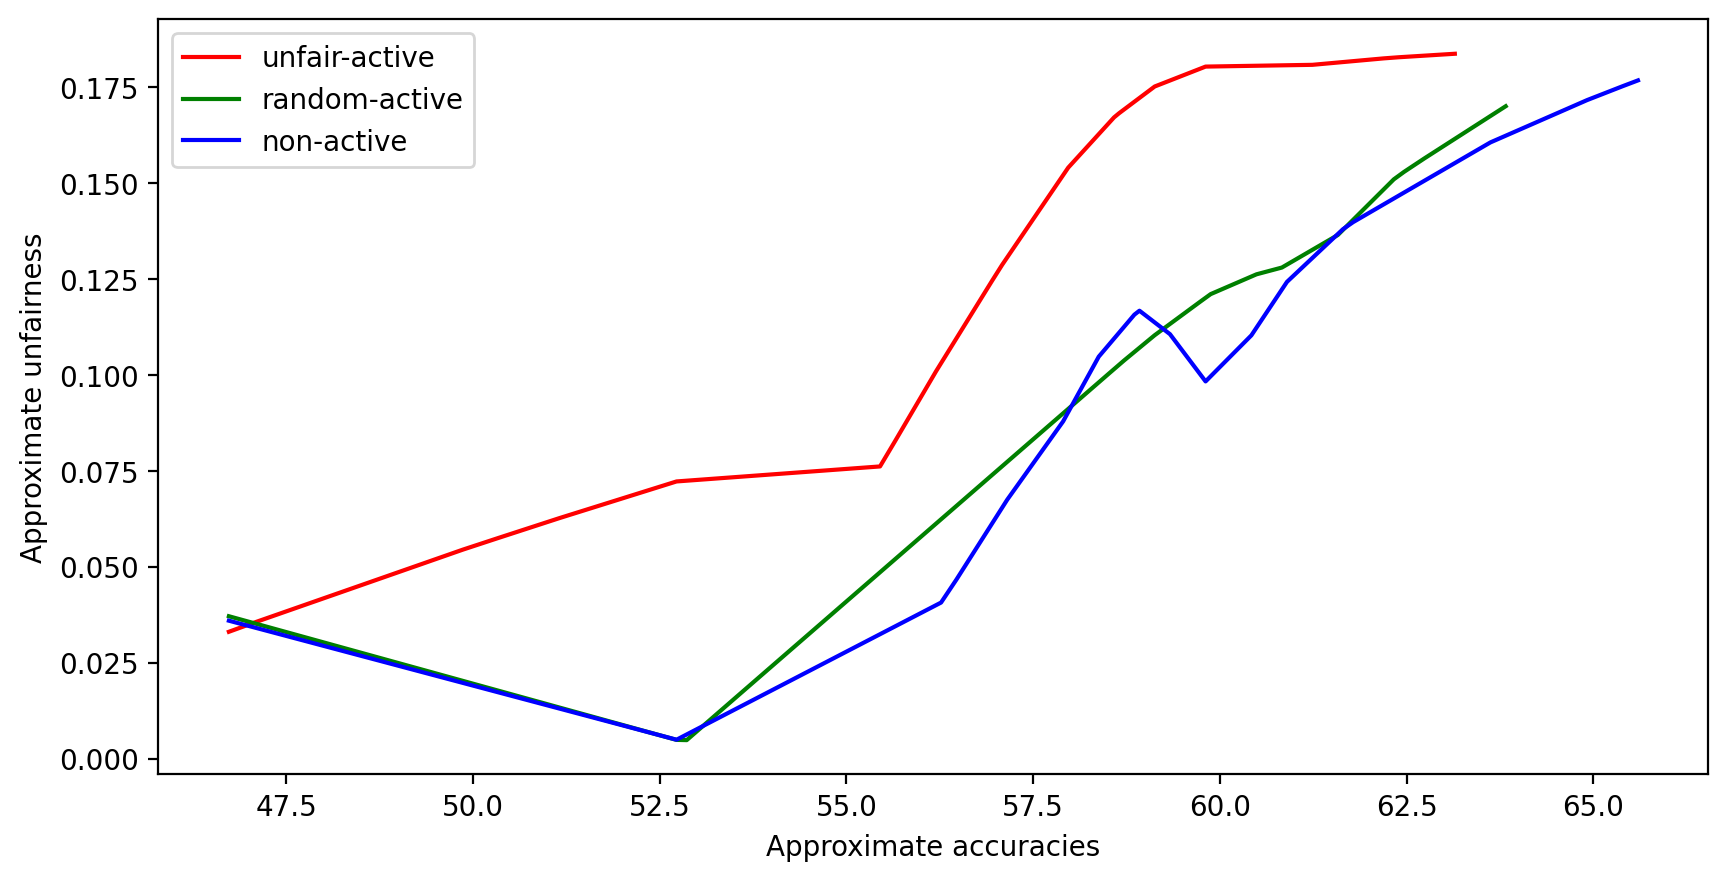 unfair-active
random-active
non-active
Approximate unfairness
0.175
0.150
0.125
0.100
0.075
0.050
0.025
0.000
47.5 50.0 52.5 55.0 57.5 60.0 62.5 65.0
Approximate accuracies